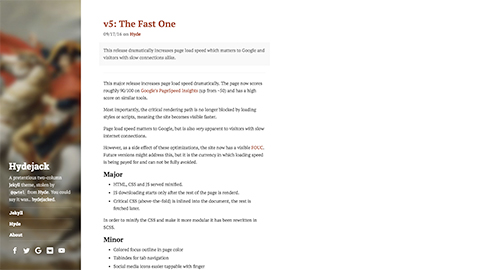 v5: The Fast One
09/17/16 on Hyde
This release dramatically increases page load speed which matters to Google and
visitors with slow connections alike.
This major release increases page load speed dramatically. The page now scores
roughly 90/100 on Google's PageSpeed Insights (up from ~50) and has a
high score on similar tools.
Most importantly, the critical rendering path is no longer blocked by loading
styles or scripts, meaning the site becomes visible faster.
Page load speed matters to Google, but is also very apparent to visitors with slow
internet connections.
However, as a side effect of these optimizations, the site now has a visible FOUC.
Future versions might address this, but it is the currency in which loading speed
is being payed for and can not be fully avoided.
Major
• HTML, CSS and JS served minified.
• JS downloading starts only after the rest of the page is renderd.
• Critical CSS (above-the-fold) is inlined into the document, the rest is
fetched later.
In order to minify the CSS and make it more modular it has been rewritten in
SCSS.
Minor
• Colored focus outline in page color
• Tabindex for tab navigation
• Social media icons easier tappable with finger
Hydejack
A pretentious two-column
Jekyll theme, stolen by
@qwtel from Hyde. You could
say it was.. hydejacked.
Jekyll
Hyde
About